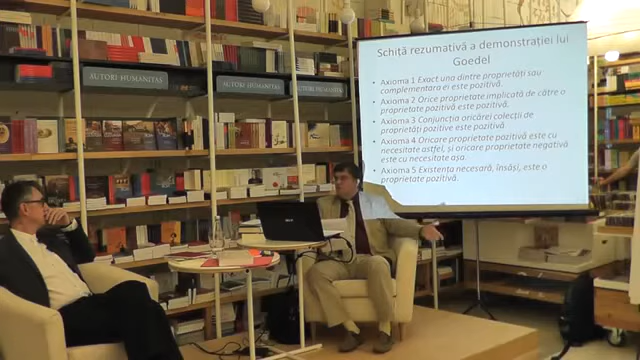 Schiță rezumativă a demonstrației lui
Goedel
Axioma 1 Exact una dintre proprietăți sau
complementara ei este pozitivă.
Axioma 2 Orice proprietate implicată de către o
proprietate pozitivă este pozitivă.
Axioma 3 Conjuncția oricărei colecții de
proprietăți pozitive este pozitivă
Axioma 4 Oricare proprietate pozitivă este cu
necesitate astfel, și oricare proprietate negativă
este cu necesitate așa.
Axioma 5 Existența necesară, însăși, este o
proprietate pozitivă.
AUTORI HUMANITAS
AUTORI HUMANITAS
AUTORI HUMANITAS